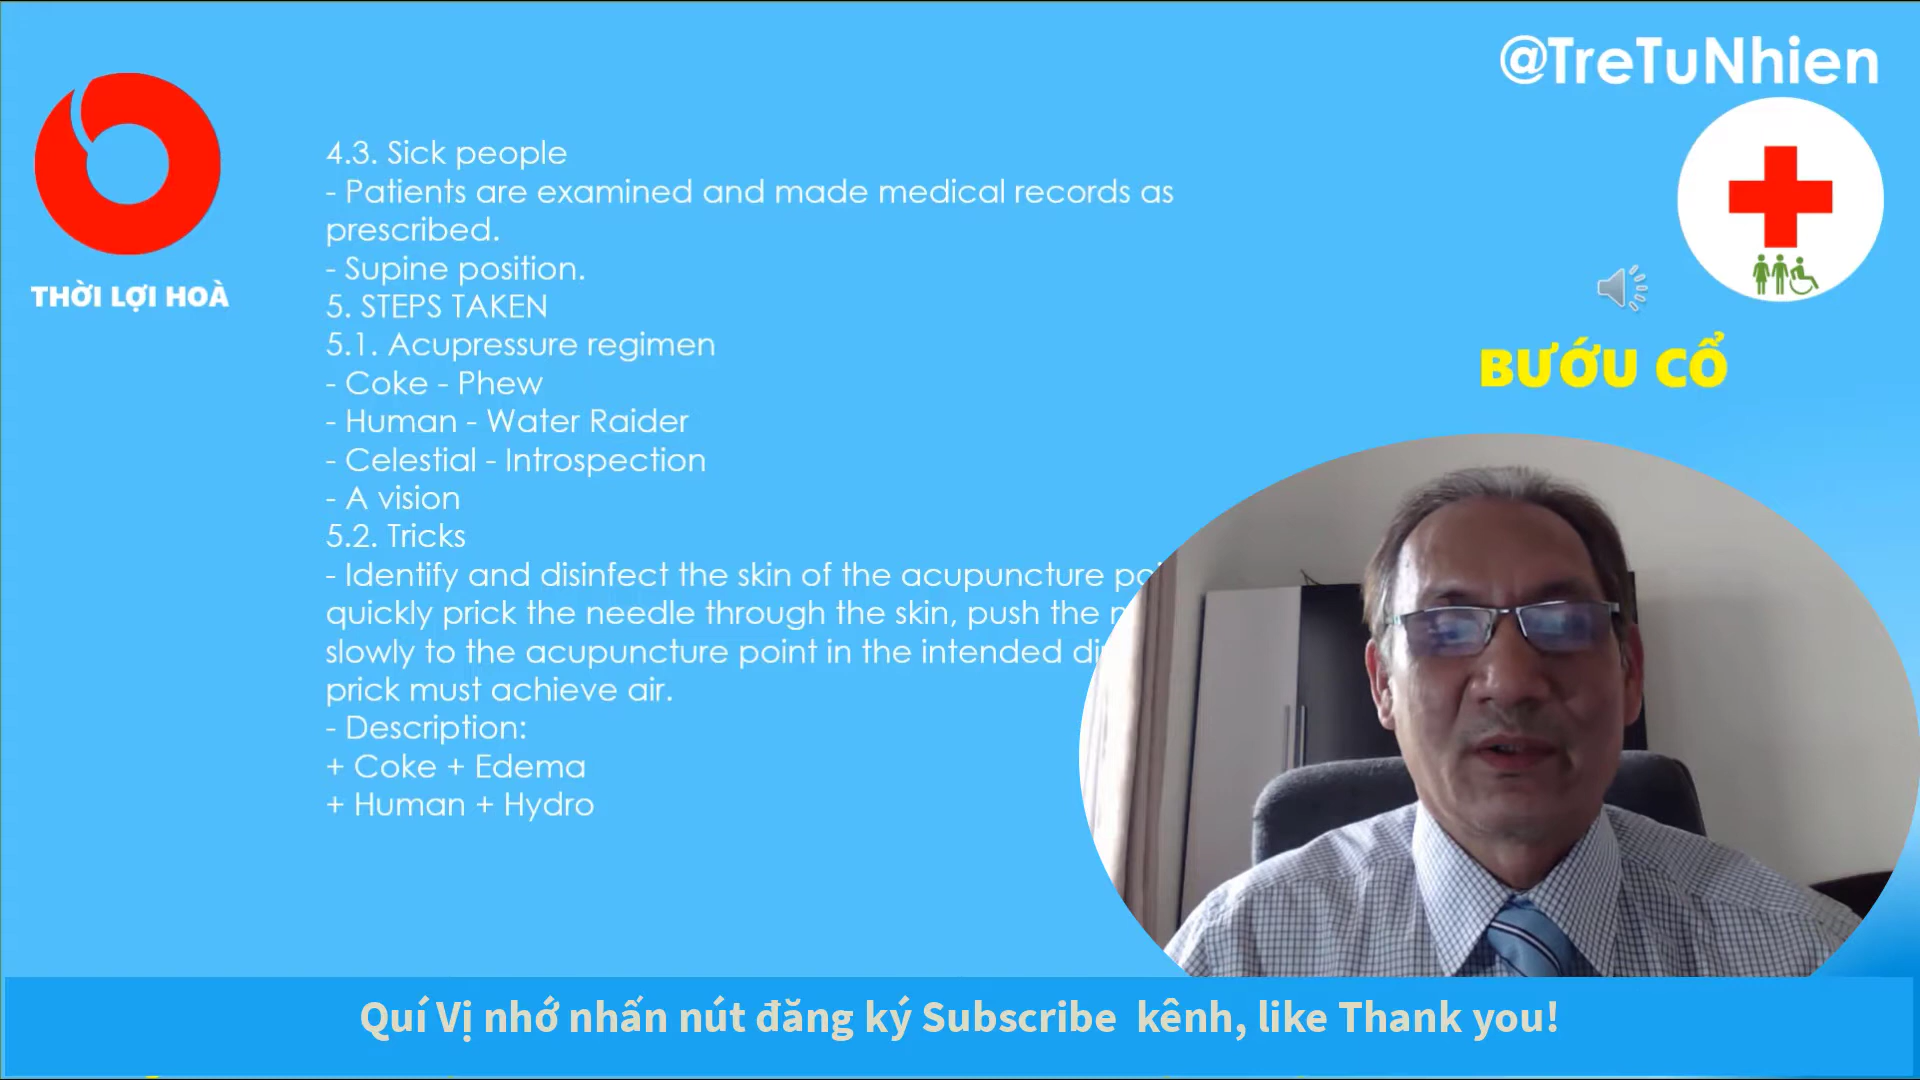 @TreTuNhien
THỜI LỢI HOÀ
4.3. Sick people
- Patients are examined and made medical records as
prescribed.
- Supine position.
5. STEPS TAKEN
5.1. Acupressure regimen
- Coke - Phew
- Human - Water Raider
- Celestial - Introspection
- A vision
5.2. Tricks
- Identify and disinfect the skin of the acupuncture
quickly prick the needle through the skin, push the
slowly to the acupuncture point in the intended
prick must achieve air.
- Description:
+ Coke + Edema
+ Human + Hydro
BƯỚU CỔ
Quí Vị nhớ nhấn nút đăng ký Subscribe kênh, like Thank you!